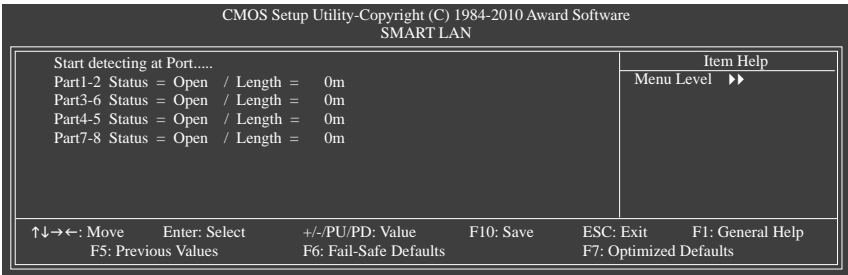 CMOS Setup Utility-Copyright (C) 1984-2010 Award Software
SMART LAN
Start detecting at Port.....
Part1-2 Status = Open / Length = 0m
Part3-6 Status = Open / Length = 0m
Part4-5 Status = Open / Length = 0m
Part7-8 Status = Open / Length = 0m
Item Help
Menu Level ▶▶
↑↓→←: Move Enter: Select +/-/PU/PD: Value F10: Save ESC: Exit F1: General Help
F5: Previous Values F6: Fail-Safe Defaults F7: Optimized Defaults